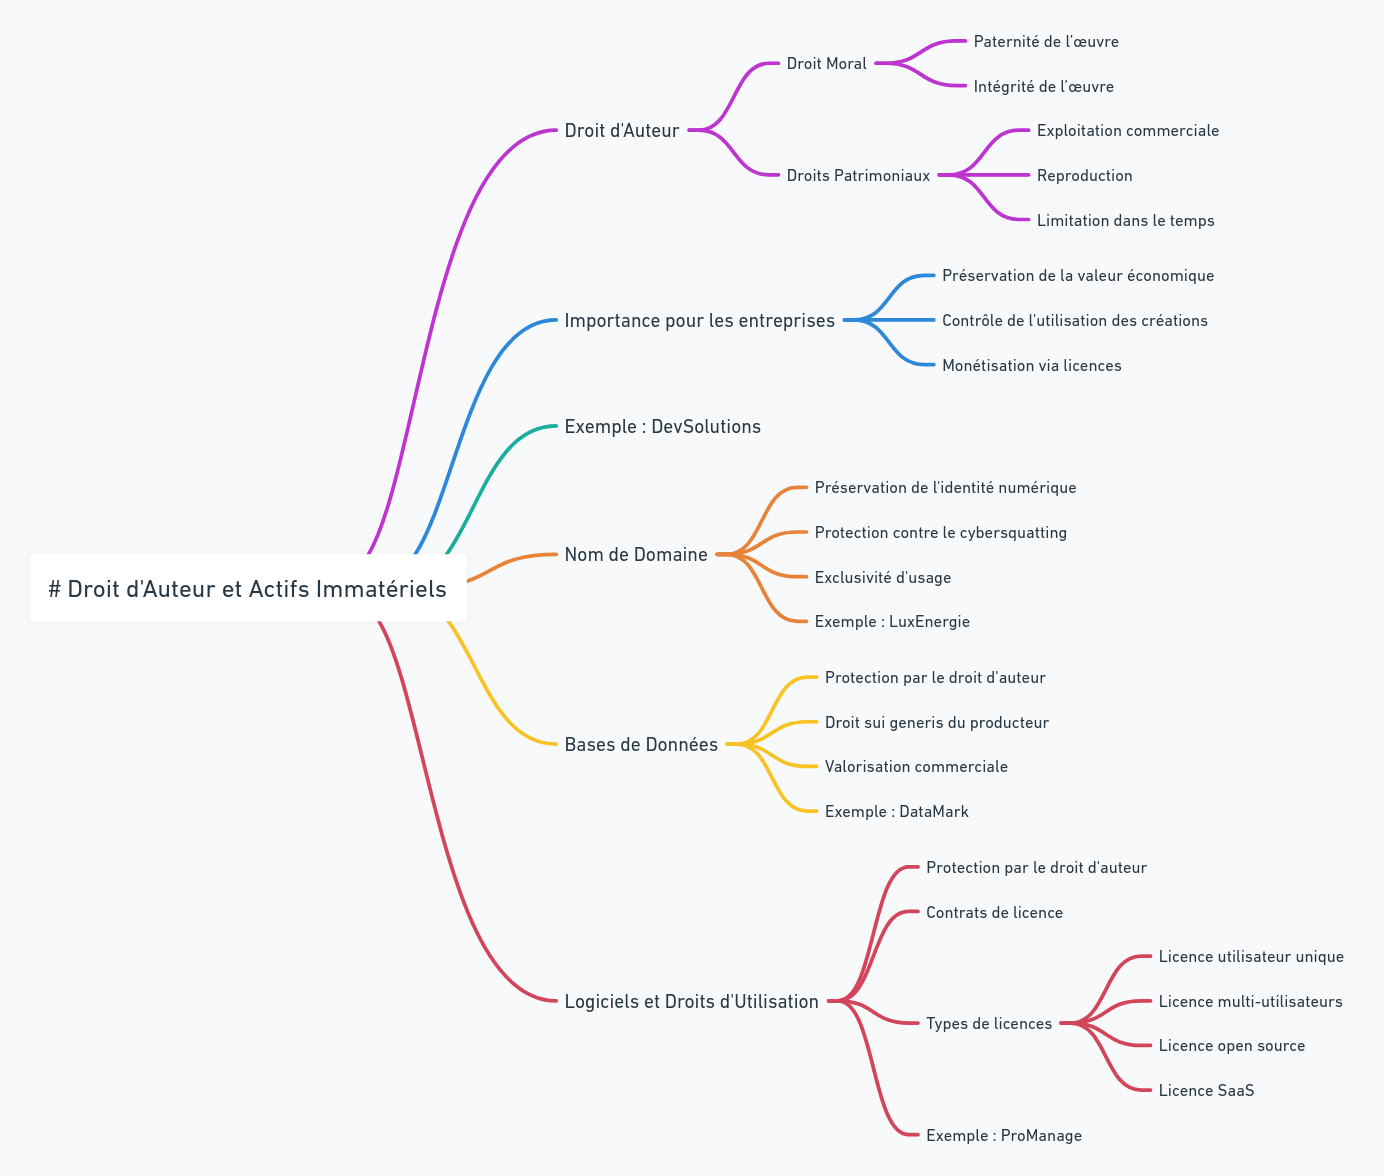 # Droit d'Auteur et Actifs Immatériels
Droit d'Auteur
Droit Moral
Paternité de l’œuvre
Intégrité de l’œuvre
Droits Patrimoniaux
Exploitation commerciale
Reproduction
Limitation dans le temps
Importance pour les entreprises
Préservation de la valeur économique
Contrôle de l'utilisation des créations
Monétisation via licences
Exemple : DevSolutions
Nom de Domaine
Préservation de l'identité numérique
Protection contre le cybersquatting
Exclusivité d'usage
Exemple : LuxEnergie
Bases de Données
Protection par le droit d'auteur
Droit sui generis du producteur
Valorisation commerciale
Exemple : DataMark
Logiciels et Droits d'Utilisation
Protection par le droit d'auteur
Contrats de licence
Types de licences
Licence utilisateur unique
Licence multi-utilisateurs
Licence open source
Licence SaaS
Exemple : ProManage